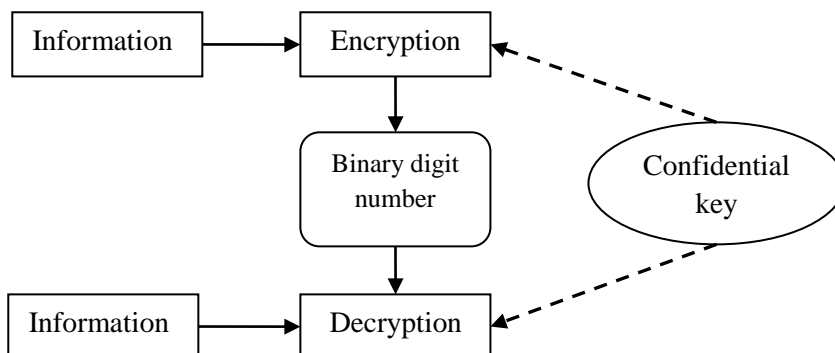 Information
Encryption
Binary digit
number
Confidential
key
Information
Decryption